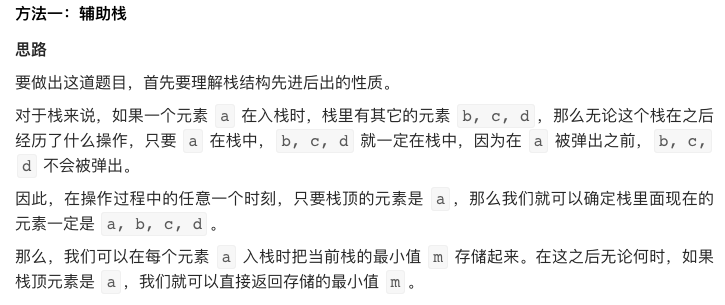 方法一：辅助栈
思路
要做出这道题目，首先要理解栈结构先进后出的性质。
对于栈来说，如果一个元素 a 在入栈时，栈里有其它的元素 b, c, d，那么无论这个栈在之后
经历了什么操作，只要 a 在栈中， b, c, d 就一定在栈中，因为在 a 被弹出之前， b, c,
d 不会被弹出。
因此，在操作过程中的任意一个时刻，只要栈顶的元素是 a，那么我们就可以确定栈里面现在的
元素一定是 a, b, c, d 。
那么，我们可以在每个元素 a 入栈时把当前栈的最小值 m 存储起来。在这之后无论何时，如果
栈顶元素是 a，我们就可以直接返回存储的最小值 m 。